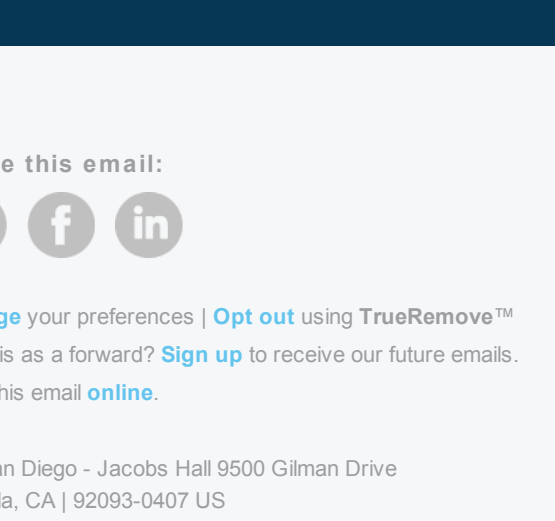 e this email:
f in
ge your preferences | Opt out using TrueRemove™
is as a forward? Sign up to receive our future emails.
his email online.
an Diego - Jacobs Hall 9500 Gilman Drive
la, CA | 92093-0407 US